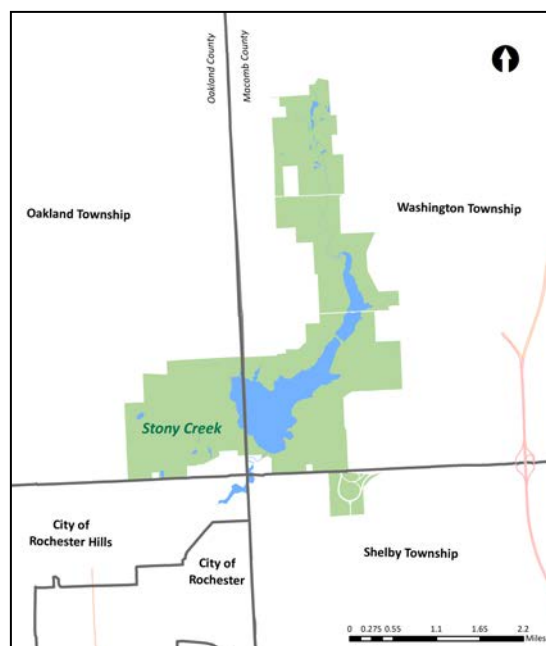 Oakland County
Macomb County
Oakland Township
Washington Township
Stony Creek
City of
Rochester Hills
City of
Rochester
Shelby Township
0 0.275 0.55 1.1 1.65 2.2
Miles